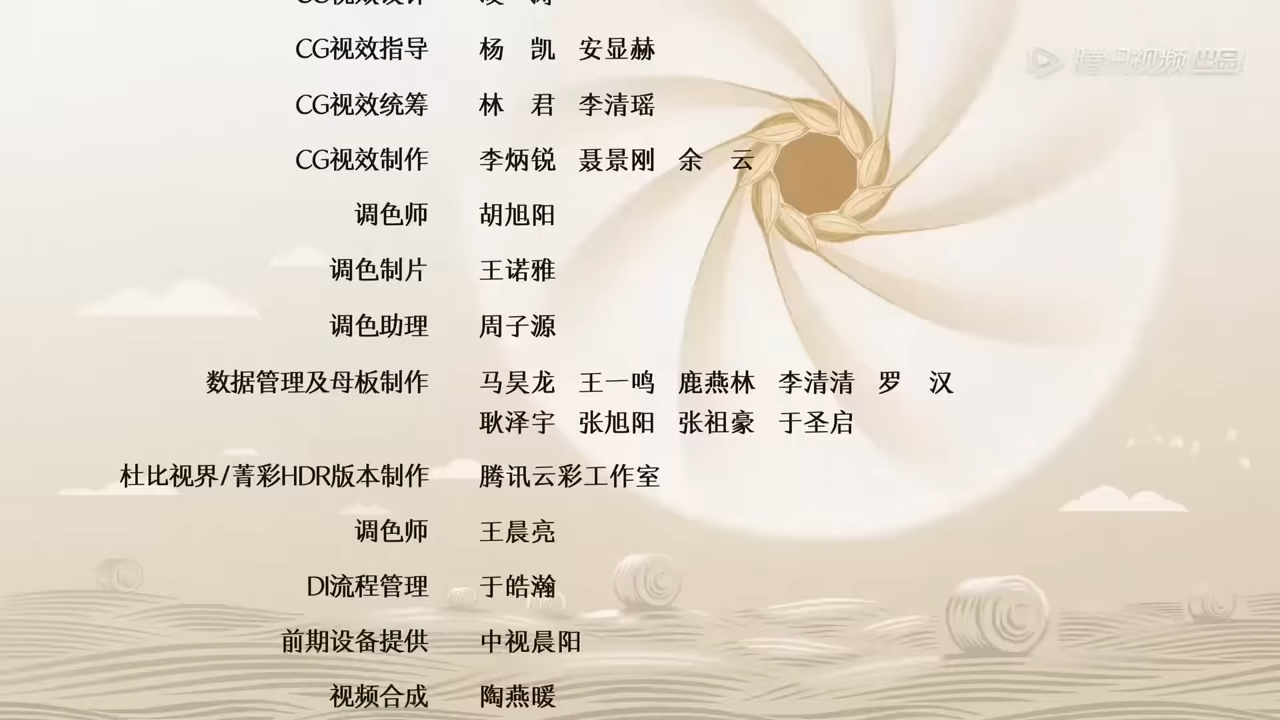 腾讯视频 出品
CG视效指导 杨 凯 安显赫
CG视效统筹 林 君 李清瑶
CG视效制作 李炳锐 聂景刚 余 云
调色师 胡旭阳
调色制片 王诺雅
调色助理 周子源
数据管理及母板制作 马昊龙 王一鸣 鹿燕林 李清清 罗 汉
耿泽宇 张旭阳 张祖豪 于圣启
杜比视界/菁彩HDR版本制作 腾讯云彩工作室
调色师 王晨亮
DI流程管理 于皓瀚
前期设备提供 中视晨阳
视频合成 陶燕暖